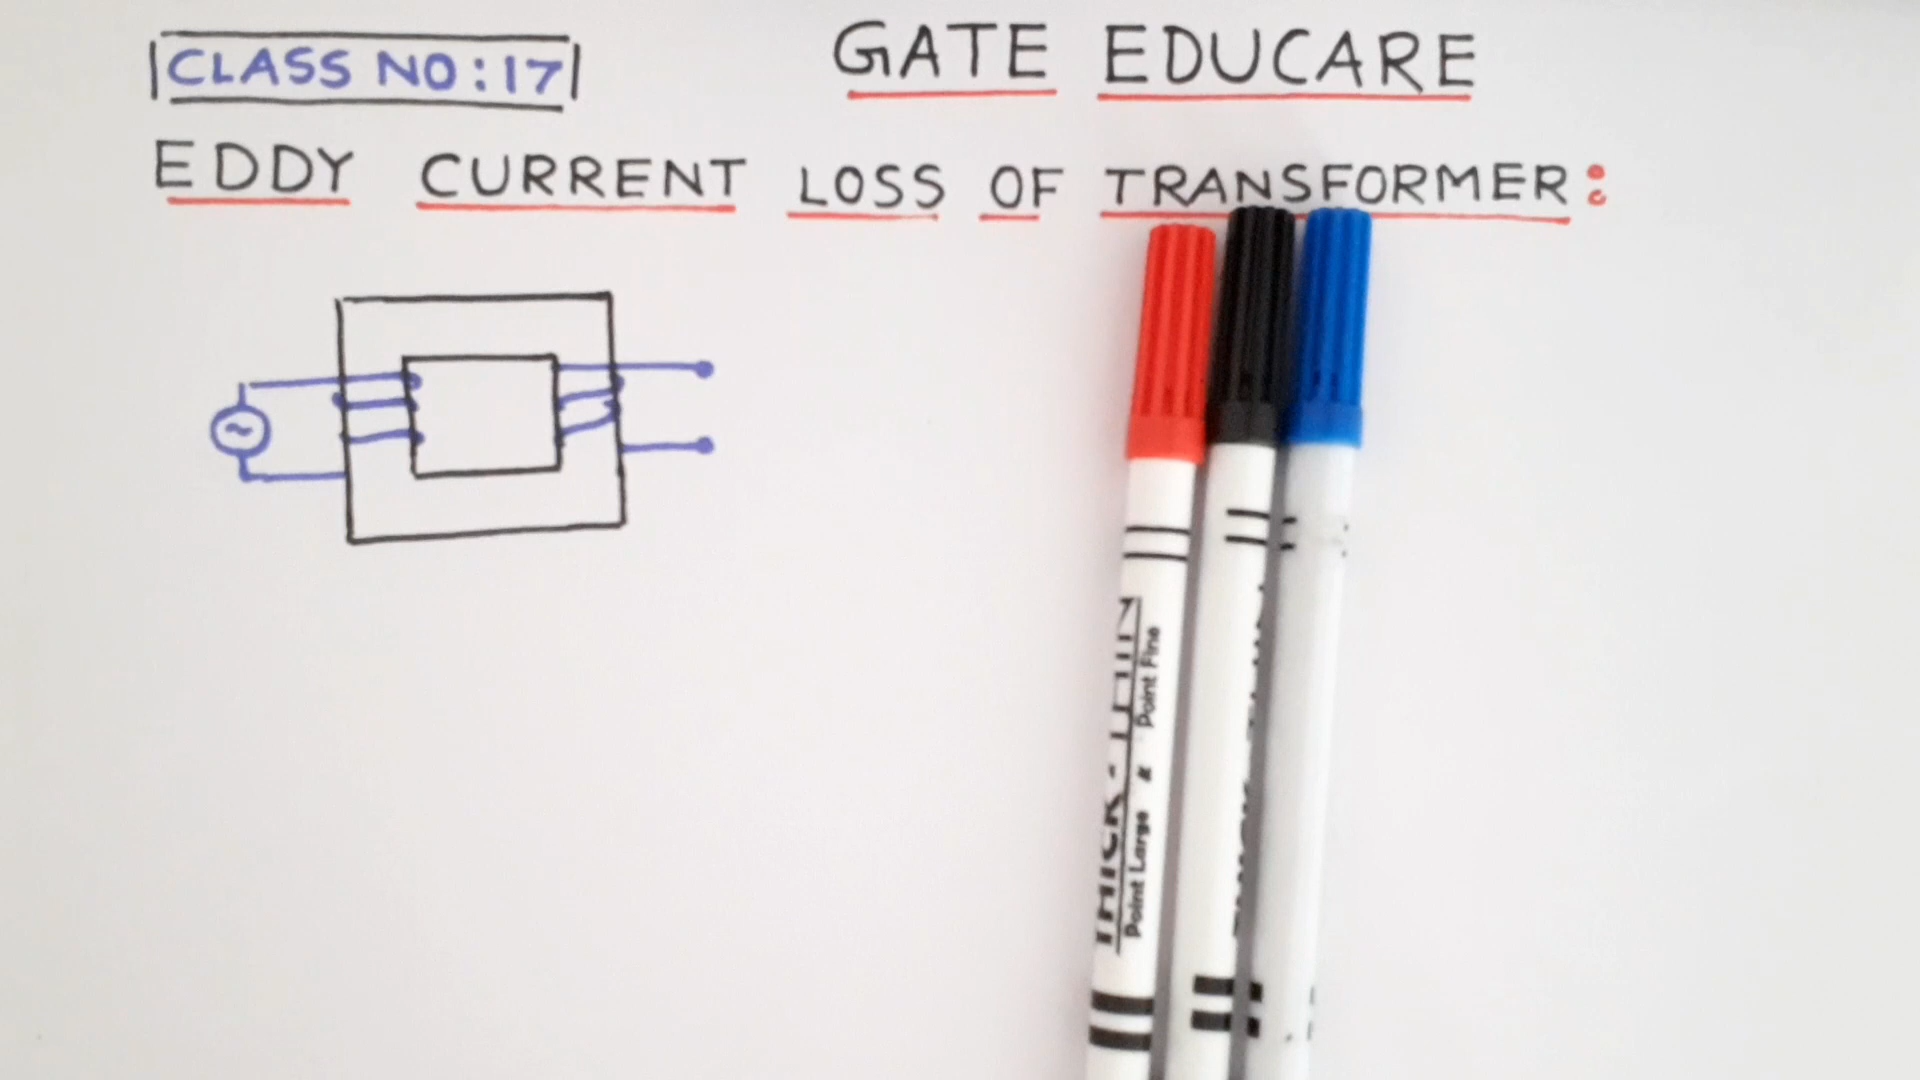 CLASS NO:17
GATE EDUCARE
EDDY CURRENT LOSS OF TRANSFORMER:
~
THICK - THIN
Point Large & Point Fine